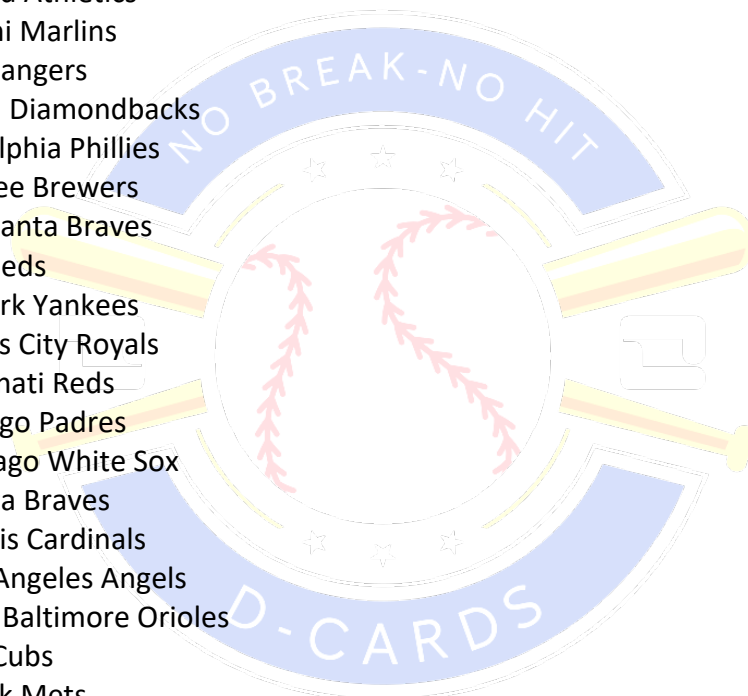 Athletics
ni Marlins
angers
Diamondbacks
lphia Phillies
ee Brewers
anta Braves
eds
rk Yankees
s City Royals
nati Reds
go Padres
ago White Sox
a Braves
is Cardinals
Angeles Angels
Baltimore Orioles
Cubs
k Mets
NO BREAK-NO HIT
D-CARDS